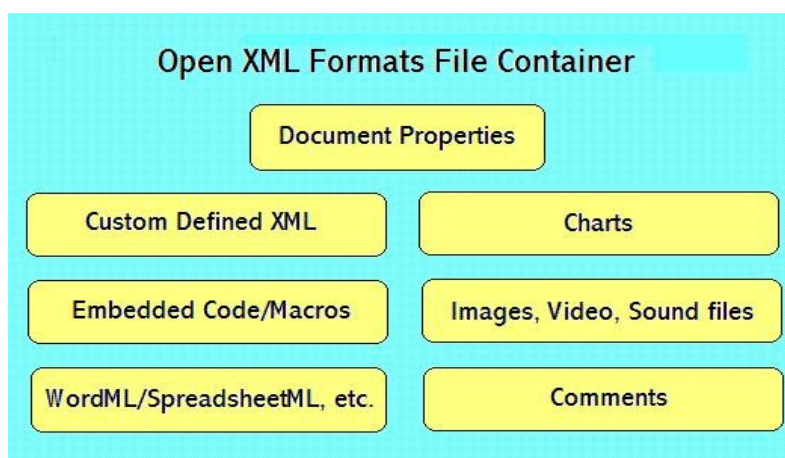 Open XML Formats File Container
Document Properties
Custom Defined XML
Charts
Embedded Code/Macros
Images, Video, Sound files
WordML/SpreadsheetML, etc.
Comments